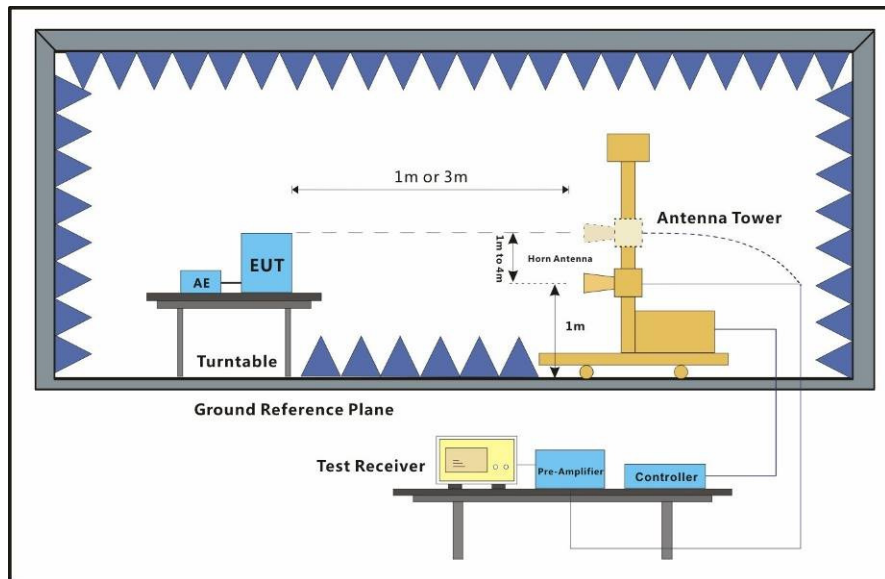 1m or 3m
Antenna Tower
1m to 4m
Horn Antenna
EUT
AE
1m
Turntable
Ground Reference Plane
Test Receiver
Pre-Amplifier
Controller